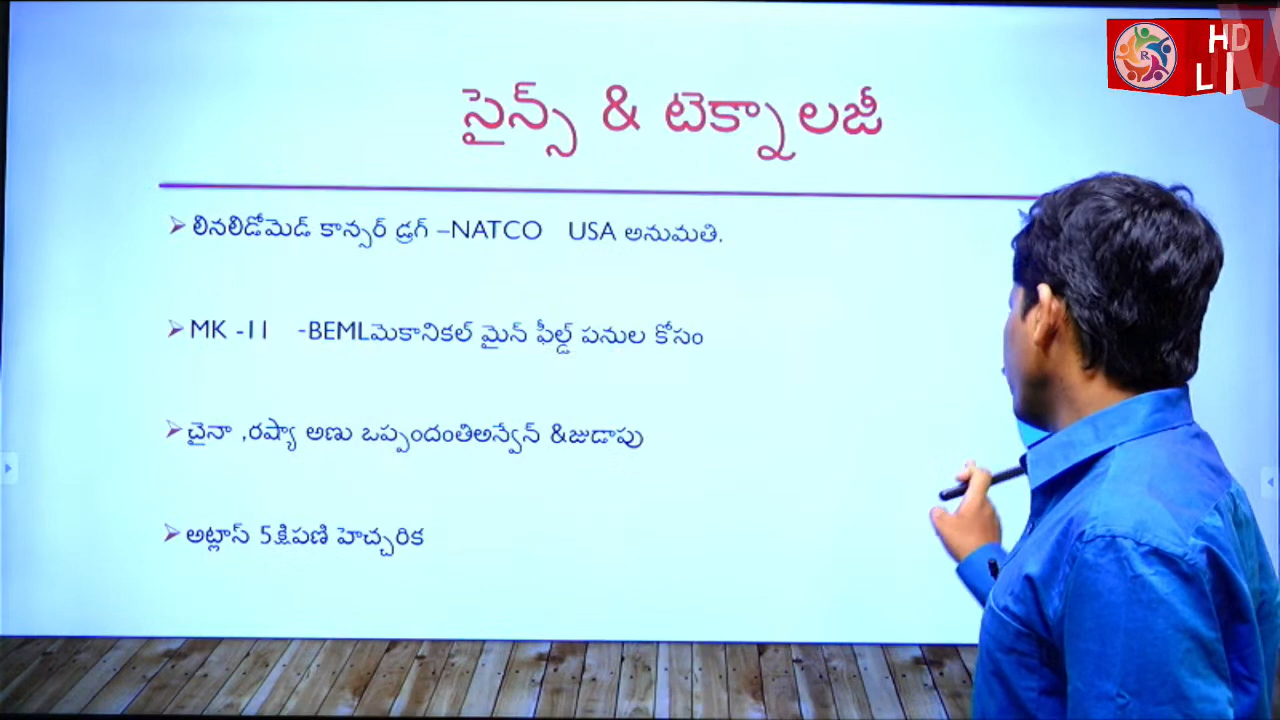 HD
LI
R
సైన్స్ & టెక్నాలజీ
లినలిడోమెడ్ కాన్సర్ డ్రగ్ –NATCO USA అనుమతి.
MK -11 -BEMLమెకానికల్ మైన్ ఫీల్డ్ పనుల కోసం
చైనా ,రష్యా అణు ఒప్పందంతిఅన్వేన్ &జుడాపు
అట్లాస్ 5క్షిపణి హెచ్చరిక